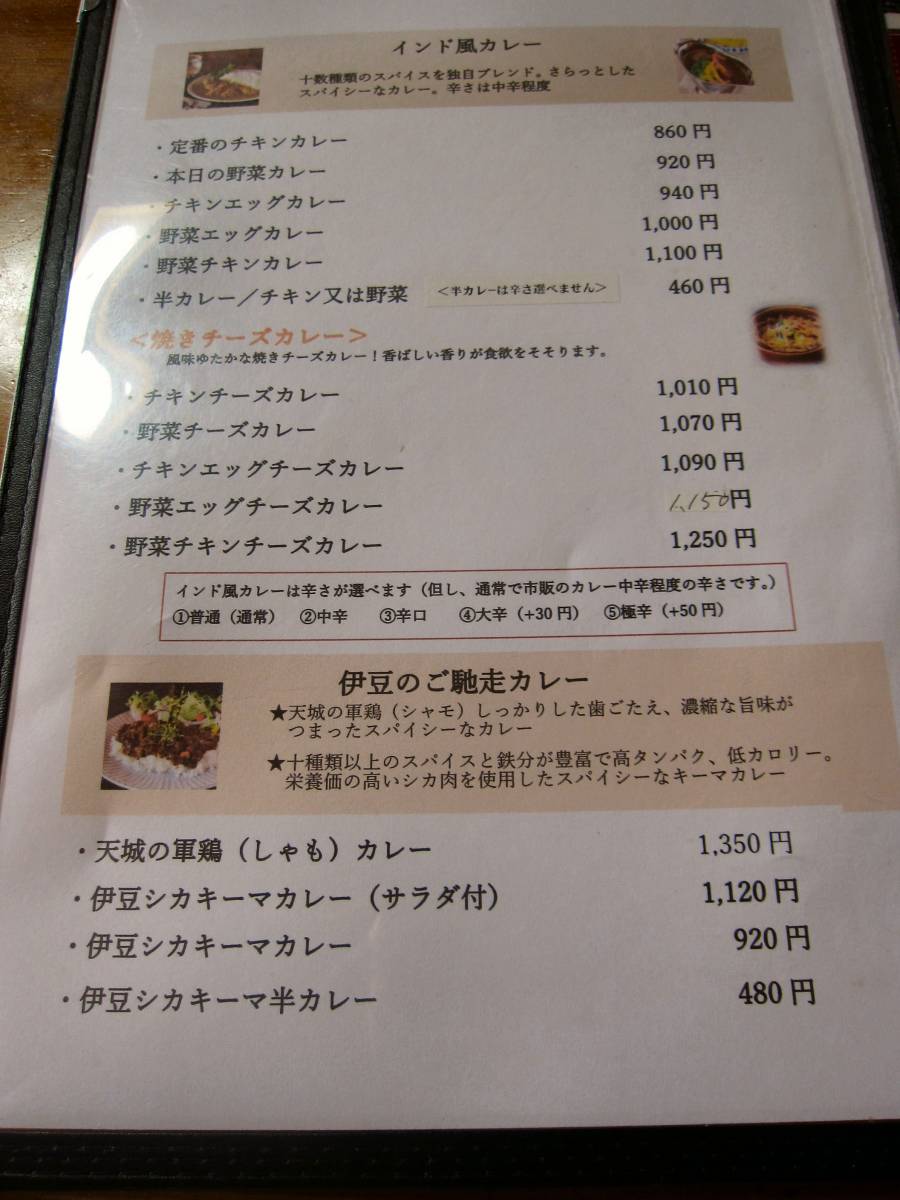 インド風カレー
十数種類のスパイスを独自ブレンド。さらっとした
スパイシーなカレー。辛さは中辛程度
・定番のチキンカレー 860円
・本日の野菜カレー 920円
・チキンエッグカレー 940円
・野菜エッグカレー 1,000円
・野菜チキンカレー 1,100円
・半カレー／チキン又は野菜 ＜半カレーは辛さ選べません＞ 460円
＜焼きチーズカレー＞
風味ゆたかな焼きチーズカレー！香ばしい香りが食欲をそそります。
・チキンチーズカレー 1,010円
・野菜チーズカレー 1,070円
・チキンエッグチーズカレー 1,090円
・野菜エッグチーズカレー 1,150円
・野菜チキンチーズカレー 1,250円
インド風カレーは辛さが選べます（但し、通常で市販のカレー中辛程度の辛さです。）
①普通（通常） ②中辛 ③辛口 ④大辛（+30円） ⑤極辛（+50円）
伊豆のご馳走カレー
★天城の軍鶏（シャモ）しっかりした歯ごたえ、濃縮な旨味が
つまったスパイシーなカレー
★十種類以上のスパイスと鉄分が豊富で高タンパク、低カロリー。
栄養価の高いシカ肉を使用したスパイシーなキーマカレー
・天城の軍鶏（しゃも）カレー 1,350円
・伊豆シカキーマカレー（サラダ付） 1,120円
・伊豆シカキーマカレー 920円
・伊豆シカキーマ半カレー 480円